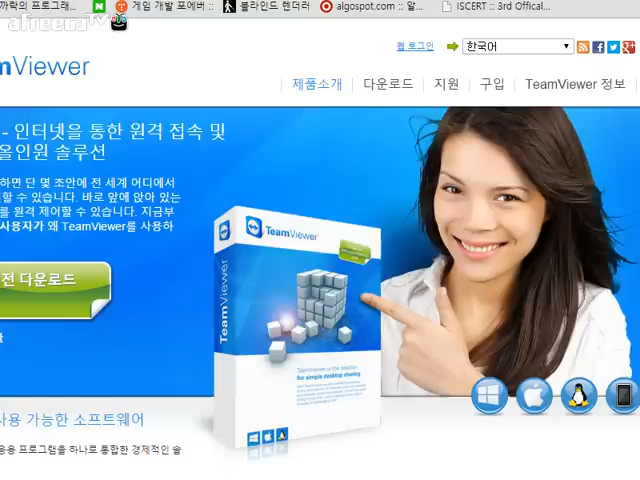 까락의 프로그래...
게임 개발 포에버 ::
블라인드 렌더러
algospot.com :: 알...
ISCERT :: 3rd Offical...
afreecaTV
웹 로그인
한국어
mViewer
제품소개
다운로드
지원
구입
TeamViewer 정보
- 인터넷을 통한 원격 접속 및
올인원 솔루션
하면 단 몇 초안에 전 세계 어디에서
할 수 있습니다. 바로 앞에 앉아 있는
를 원격 제어할 수 있습니다. 지금부
사용자가 왜 TeamViewer를 사용하
전 다운로드
TeamViewer
TeamViewer
for simple desktop sharing
사용 가능한 소프트웨어
응용 프로그램을 하나로 통합한 경제적인 솔